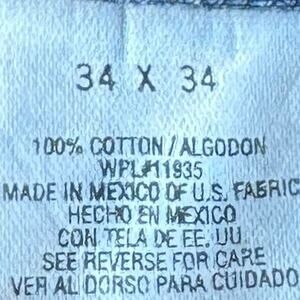 34 X 34
100% COTTON/ALGODON
WPL#11935
MADE IN MEXICO OF U.S. FABRIC
HECHO EN MEXICO
CON TELA DE EE. UU
SEE REVERSE FOR CARE
VER AL DORSO PARA CUIDADO